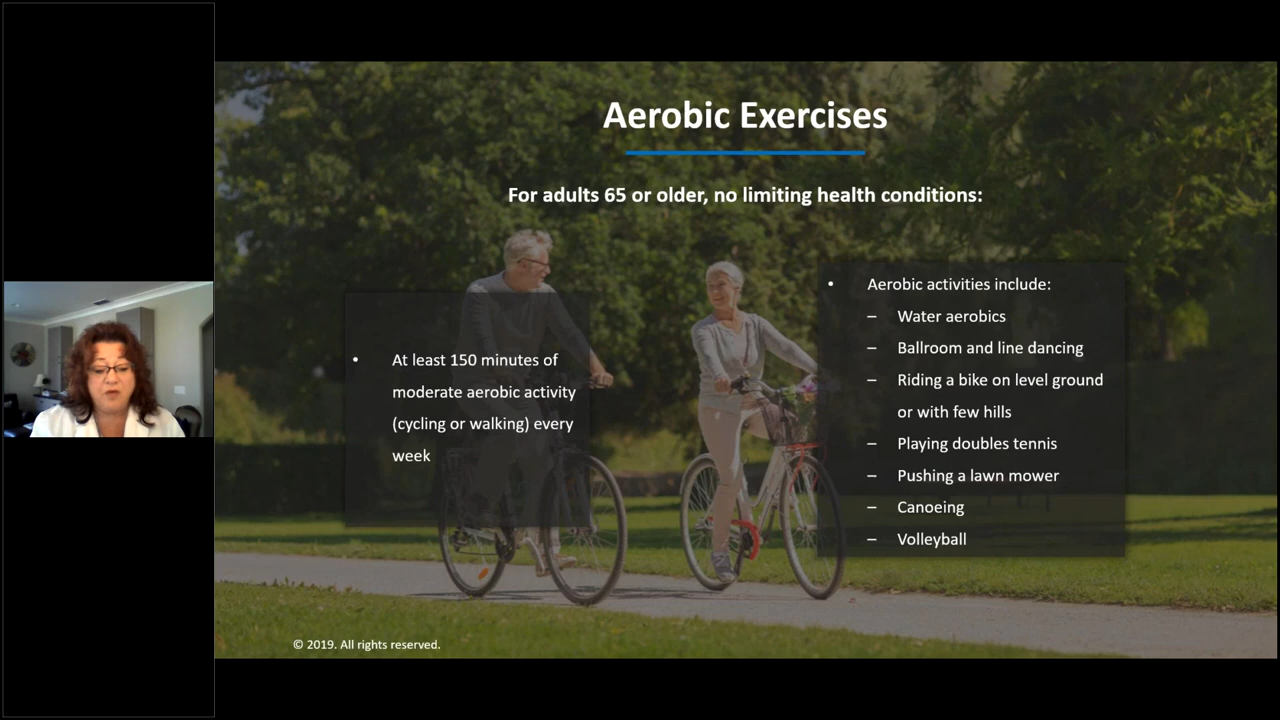 Aerobic Exercises
For adults 65 or older, no limiting health conditions:
• At least 150 minutes of
moderate aerobic activity
(cycling or walking) every
week
• Aerobic activities include:
– Water aerobics
– Ballroom and line dancing
– Riding a bike on level ground
or with few hills
– Playing doubles tennis
– Pushing a lawn mower
– Canoeing
– Volleyball
© 2019. All rights reserved.